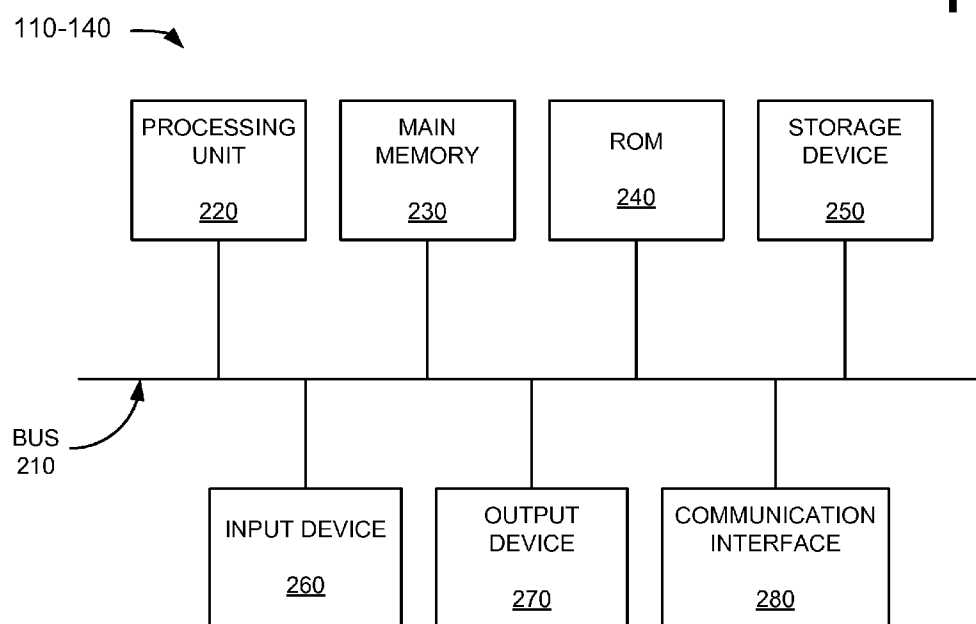 110-140
PROCESSING
UNIT
220
MAIN
MEMORY
230
ROM
240
STORAGE
DEVICE
250
BUS
210
INPUT DEVICE
260
OUTPUT
DEVICE
270
COMMUNICATION
INTERFACE
280